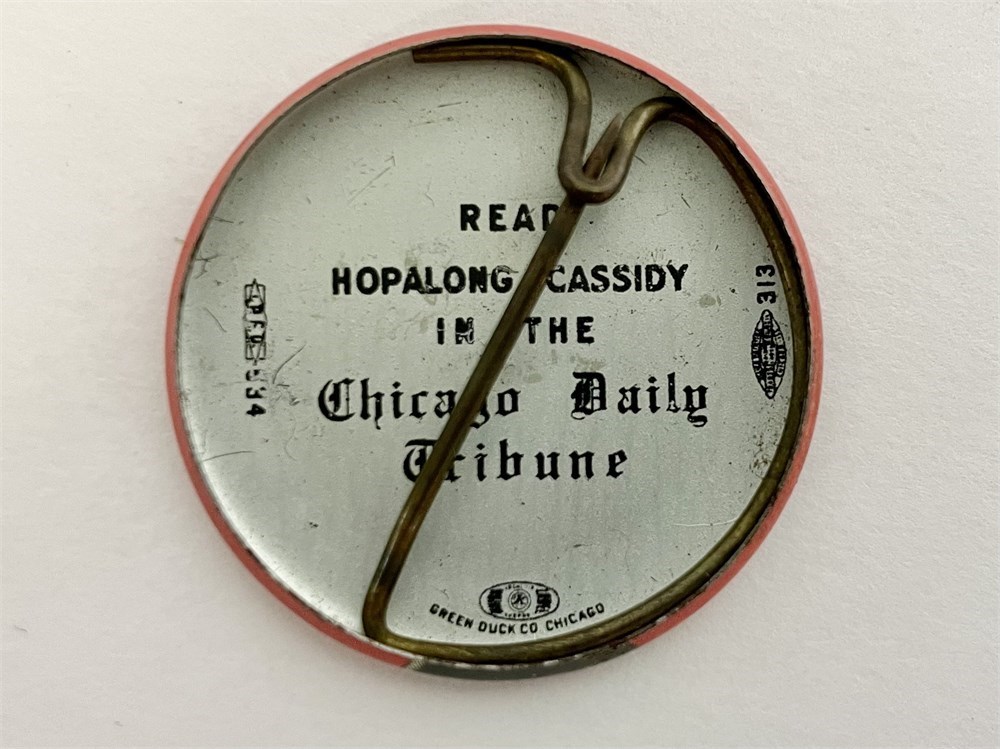 READ
HOPALONG CASSIDY
IN THE
Chicago Daily
Tribune
GREEN DUCK CO CHICAGO
313